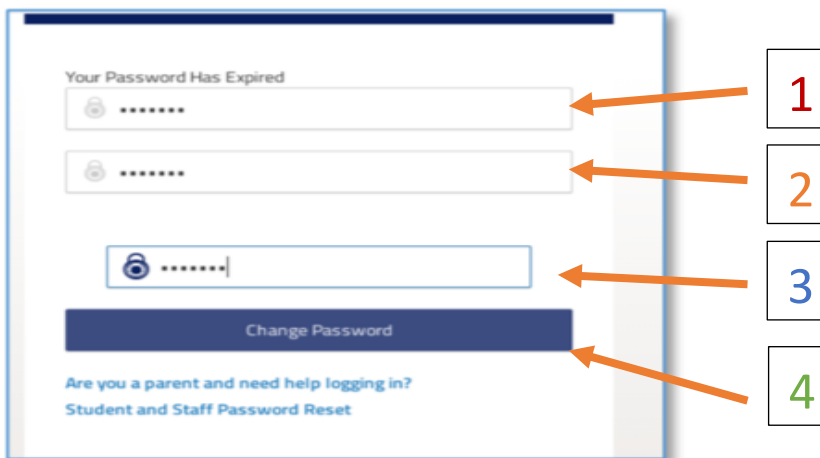 Your Password Has Expired
•••••••
1
•••••••
2
•••••••
3
Change Password
4
Are you a parent and need help logging in?
Student and Staff Password Reset